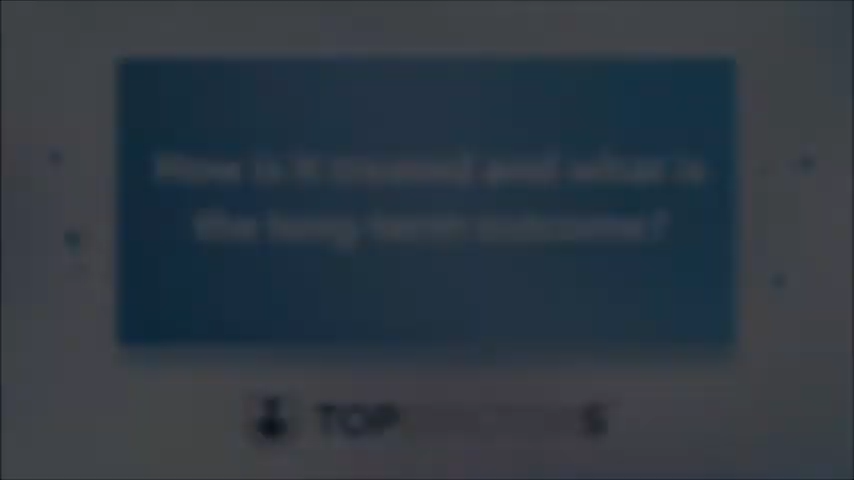 How is it treated and what is
the long-term outcome?
TOP S